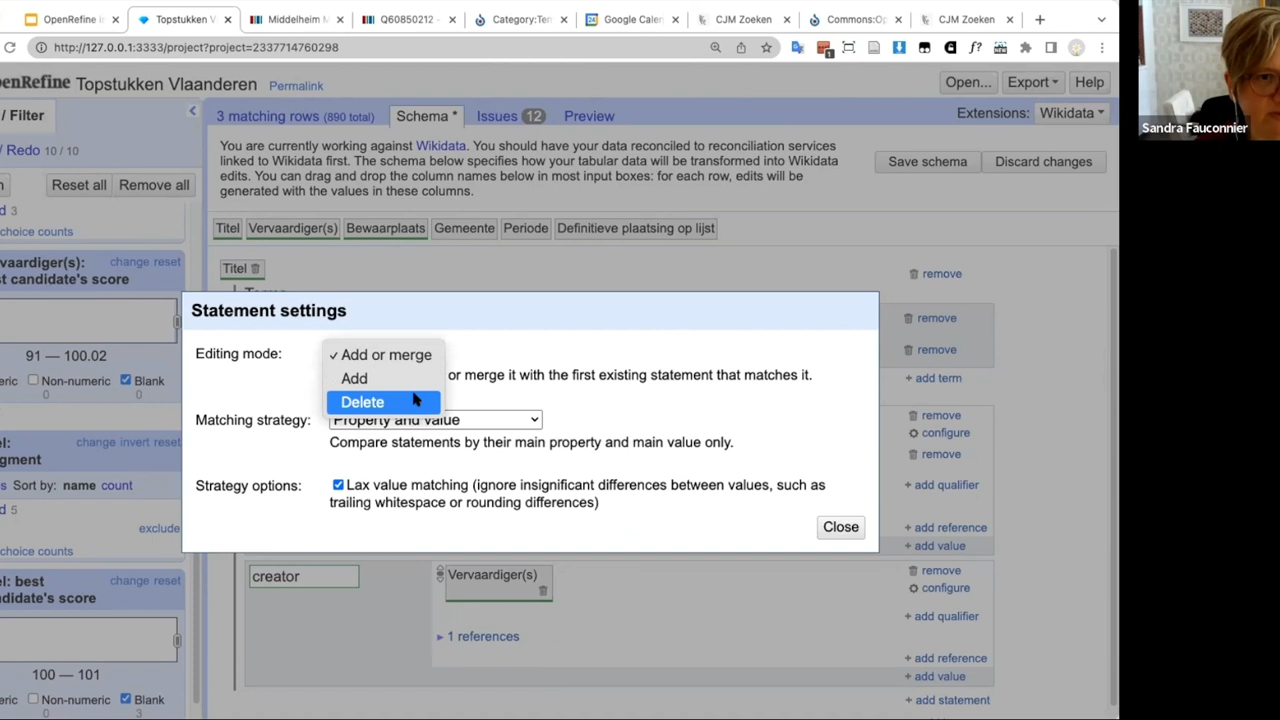 OpenRefine in
Topstukken V
Middelheim M
Q60850212 -
Category:Ter
Google Caler
CJM Zoeken
Commons:Op
CJM Zoeken
http://127.0.0.1:3333/project?project=2337714760298
1
f?
enRefine Topstukken Vlaanderen Permalink
Open... Export Help
/ Filter
3 matching rows (890 total) Schema * Issues 12 Preview
Extensions: Wikidata
/ Redo 10 / 10
You are currently working against Wikidata. You should have your data reconciled to reconciliation services
linked to Wikidata first. The schema below specifies how your tabular data will be transformed into Wikidata
edits. You can drag and drop the column names below in most input boxes: for each row, edits will be
generated with the values in these columns.
Save schema Discard changes
Reset all Remove all
d 3
choice counts
Titel Vervaardiger(s) Bewaarplaats Gemeente Periode Definitieve plaatsing op lijst
ervaardiger(s): change reset
st candidate's score
91 — 100.02
eric Non-numeric Blank
0 0
Titel
remove
remove
remove
+ add term
Statement settings
Editing mode:
✓ Add or merge
Add
Delete
or merge it with the first existing statement that matches it.
Matching strategy: Property and value
Compare statements by their main property and main value only.
Strategy options: Lax value matching (ignore insignificant differences between values, such as
trailing whitespace or rounding differences)
Close
el: change invert reset
gment
s Sort by: name count
d 5
exclude
choice counts
remove
configure
remove
+ add qualifier
+ add reference
+ add value
el: best change reset
didate's score
100 — 101
eric Non-numeric Blank
0 3
creator
Vervaardiger(s)
1 references
remove
configure
+ add qualifier
+ add reference
+ add value
+ add statement
Sandra Fauconnier